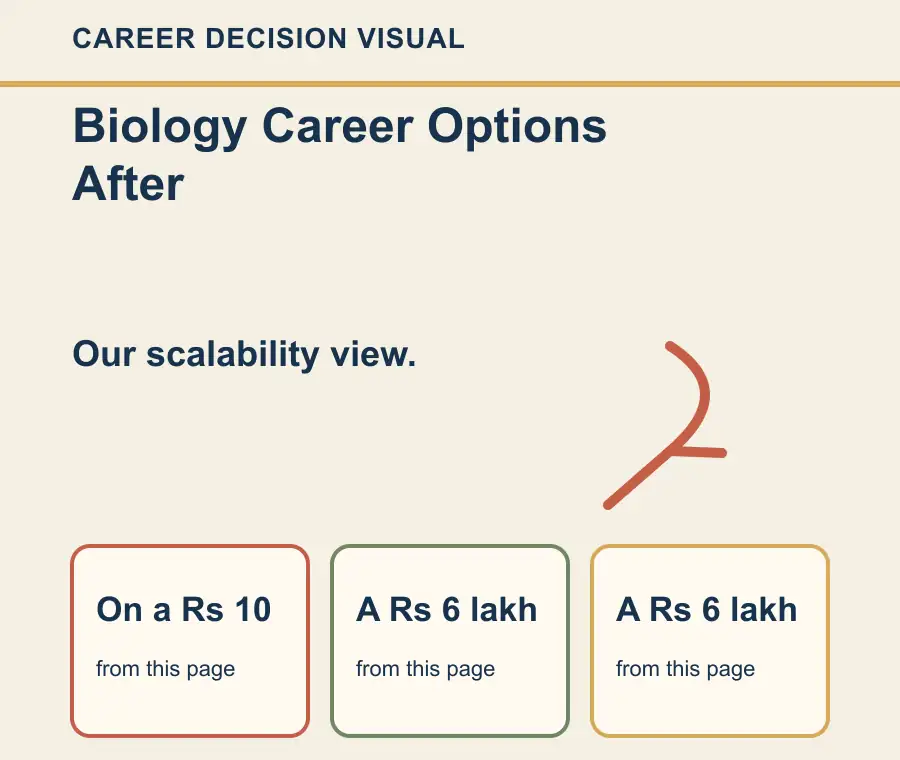 CAREER DECISION VISUAL
Biology Career Options
After
Our scalability view.
On a Rs 10
from this page
A Rs 6 lakh
from this page
A Rs 6 lakh
from this page